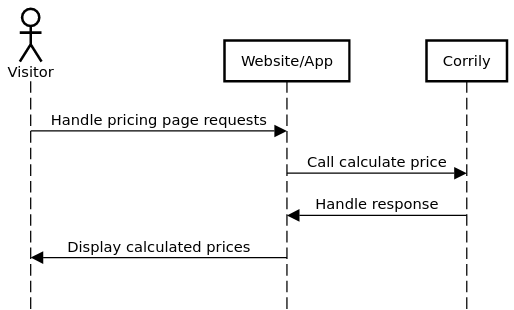 Visitor
Website/App
Corrily
Handle pricing page requests
Call calculate price
Handle response
Display calculated prices